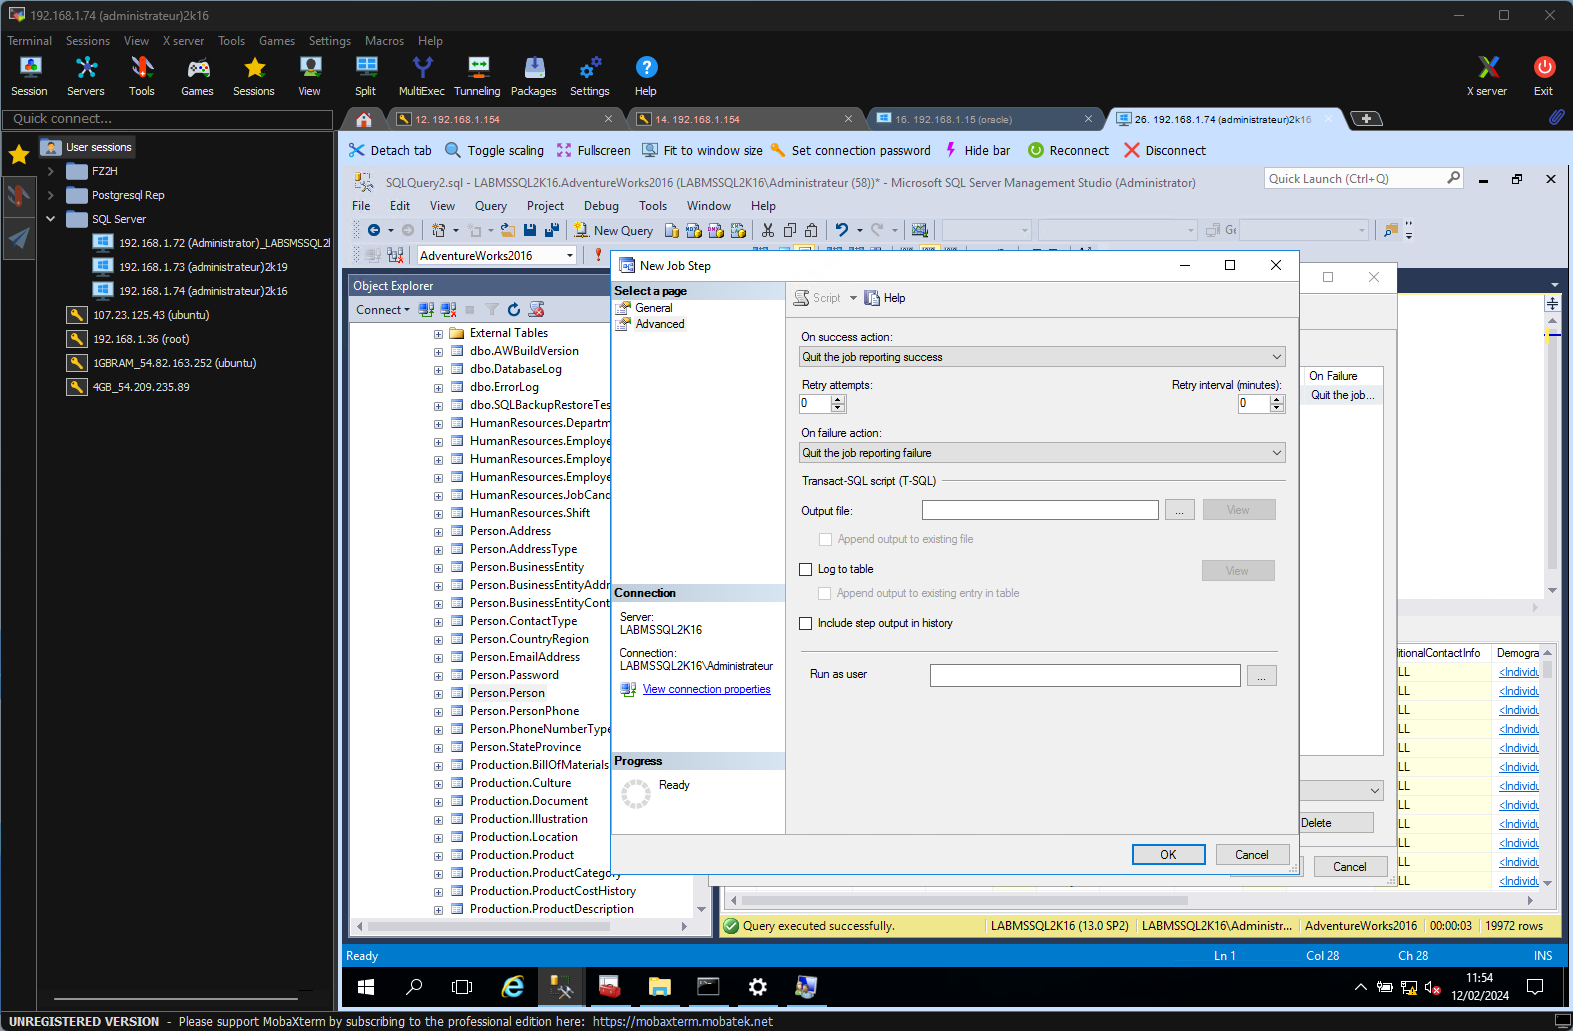 192.168.1.74 (administrateur)2k16
Terminal Sessions View X server Tools Games Settings Macros Help
Session Servers Tools Games Sessions View Split MultiExec Tunneling Packages Settings Help X server Exit
Quick connect...
12. 192.168.1.154
14. 192.168.1.154
16. 192.168.1.15 (oracle)
26. 192.168.1.74 (administrateur)2k16
User sessions
FZ2H
Postgresql Rep
SQL Server
192.168.1.72 (Administrator)_LABSMSSQL2
192.168.1.73 (administrateur)2k19
192.168.1.74 (administrateur)2k16
107.23.125.43 (ubuntu)
192.168.1.36 (root)
1GBRAM_54.82.163.252 (ubuntu)
4GB_54.209.235.89
Detach tab Toggle scaling Fullscreen Fit to window size Set connection password Hide bar Reconnect Disconnect
SQLQuery2.sql - LABMSSQL2K16.AdventureWorks2016 (LABMSSQL2K16\Administrateur (58))* - Microsoft SQL Server Management Studio (Administrator)
Quick Launch (Ctrl+Q)
File Edit View Query Project Debug Tools Window Help
New Query
AdventureWorks2016
Object Explorer
Connect
External Tables
dbo.AWBuildVersion
dbo.DatabaseLog
dbo.ErrorLog
dbo.SQLBackupRestoreTes
HumanResources.Departm
HumanResources.Employe
HumanResources.Employe
HumanResources.Employe
HumanResources.JobCand
HumanResources.Shift
Person.Address
Person.AddressType
Person.BusinessEntity
Person.BusinessEntityAddr
Person.BusinessEntityCont
Person.ContactType
Person.CountryRegion
Person.EmailAddress
Person.Password
Person.Person
Person.PersonPhone
Person.PhoneNumberType
Person.StateProvince
Production.BillOfMaterials
Production.Culture
Production.Document
Production.Illustration
Production.Location
Production.Product
Production.ProductCategory
Production.ProductCostHistory
Production.ProductDescription
New Job Step
Select a page
General
Advanced
Connection
Server:
LABMSSQL2K16
Connection:
LABMSSQL2K16\Administrateur
View connection properties
Progress
Ready
Script Help
On success action:
Quit the job reporting success
Retry attempts:
Retry interval (minutes):
0
0
On failure action:
Quit the job reporting failure
Transact-SQL script (T-SQL)
Output file:
...
View
Append output to existing file
Log to table
View
Append output to existing entry in table
Include step output in history
Run as user
...
OK Cancel
On Failure
Quit the job...
Delete
Cancel
itionalContactInfo Demogra
LL <Individu
LL <Individu
LL <Individu
LL <Individu
LL <Individu
LL <Individu
LL <Individu
LL <Individu
LL <Individu
LL <Individu
LL <Individu
LL <Individu
Query executed successfully.
LABMSSQL2K16 (13.0 SP2) LABMSSQL2K16\Administr... AdventureWorks2016 00:00:03 19972 rows
Ready Ln 1 Col 28 Ch 28 INS
11:54
12/02/2024
UNREGISTERED VERSION - Please support MobaXterm by subscribing to the professional edition here: https://mobaxterm.mobatek.net